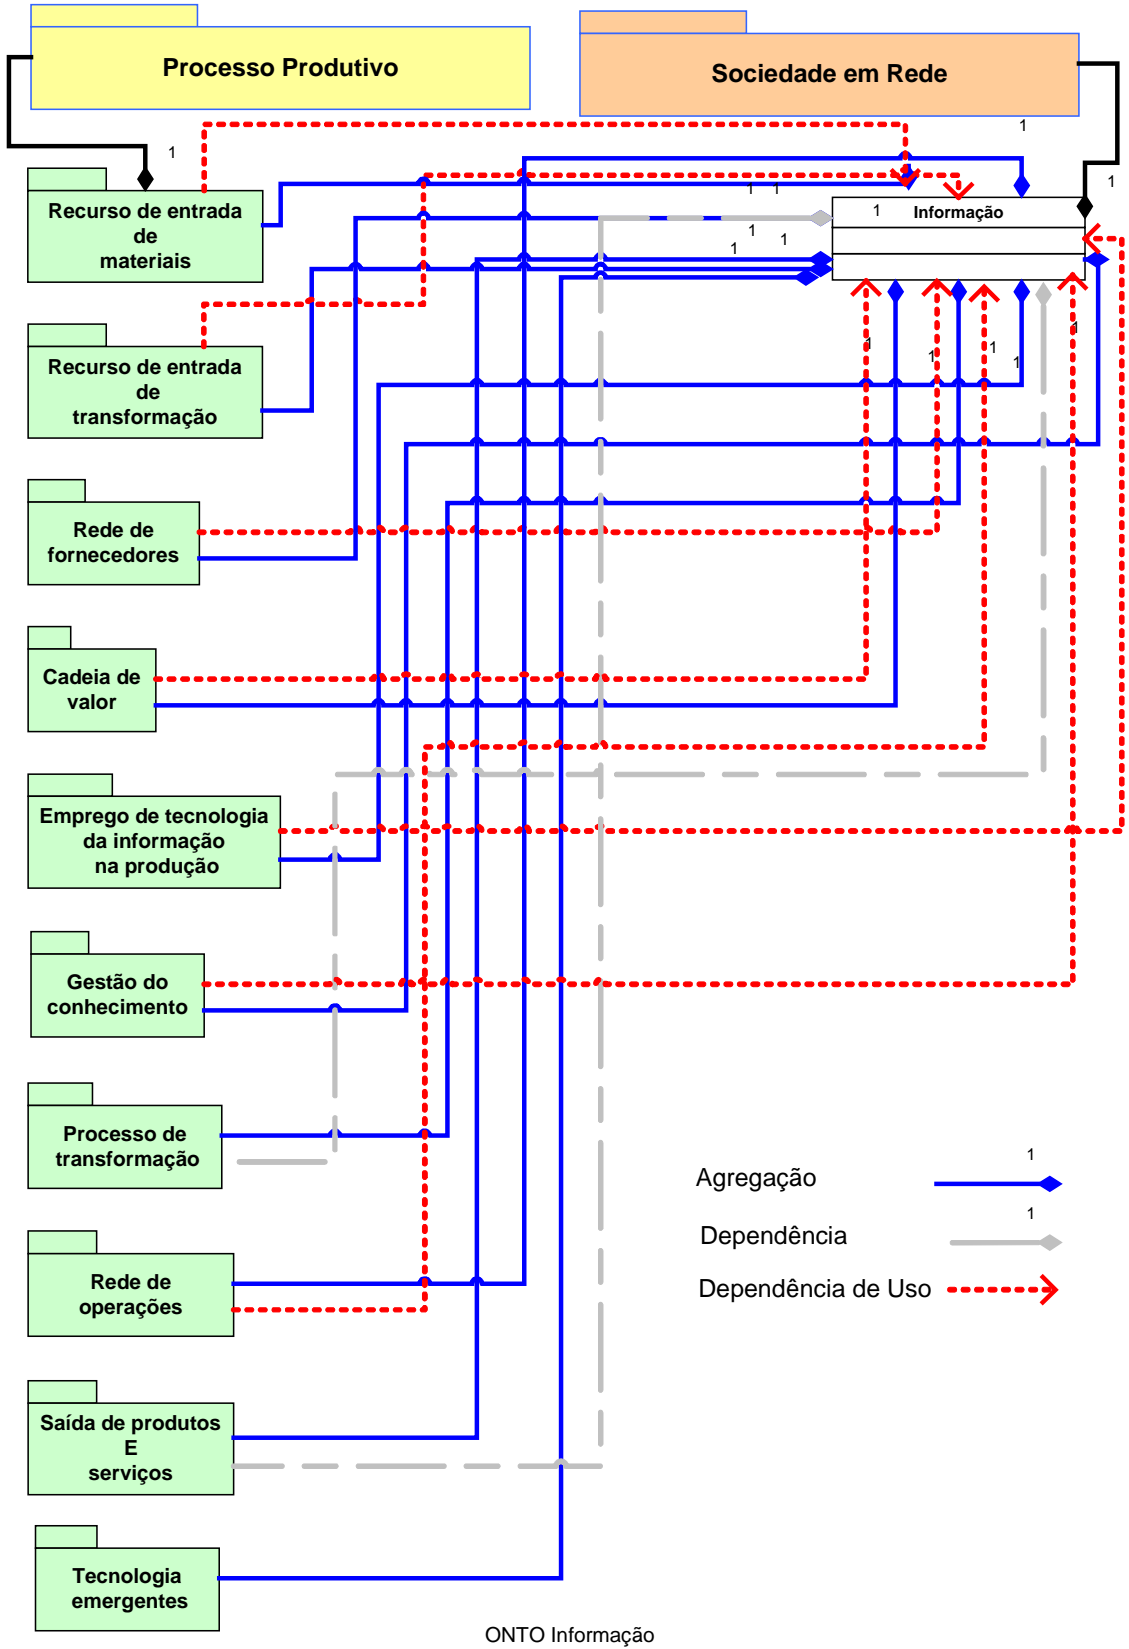 Processo Produtivo
Sociedade em Rede
1
1
1
Recurso de entrada
de
materiais
1 1
1
Informação
1
1
1
Recurso de entrada
de
transformação
1
1
1
1
1
Rede de
fornecedores
Cadeia de
valor
Emprego de tecnologia
da informação
na produção
Gestão do
conhecimento
Processo de
transformação
Agregação
1
Dependência
1
Dependência de Uso
Rede de
operações
Saída de produtos
E
serviços
Tecnologia
emergentes
ONTO Informação